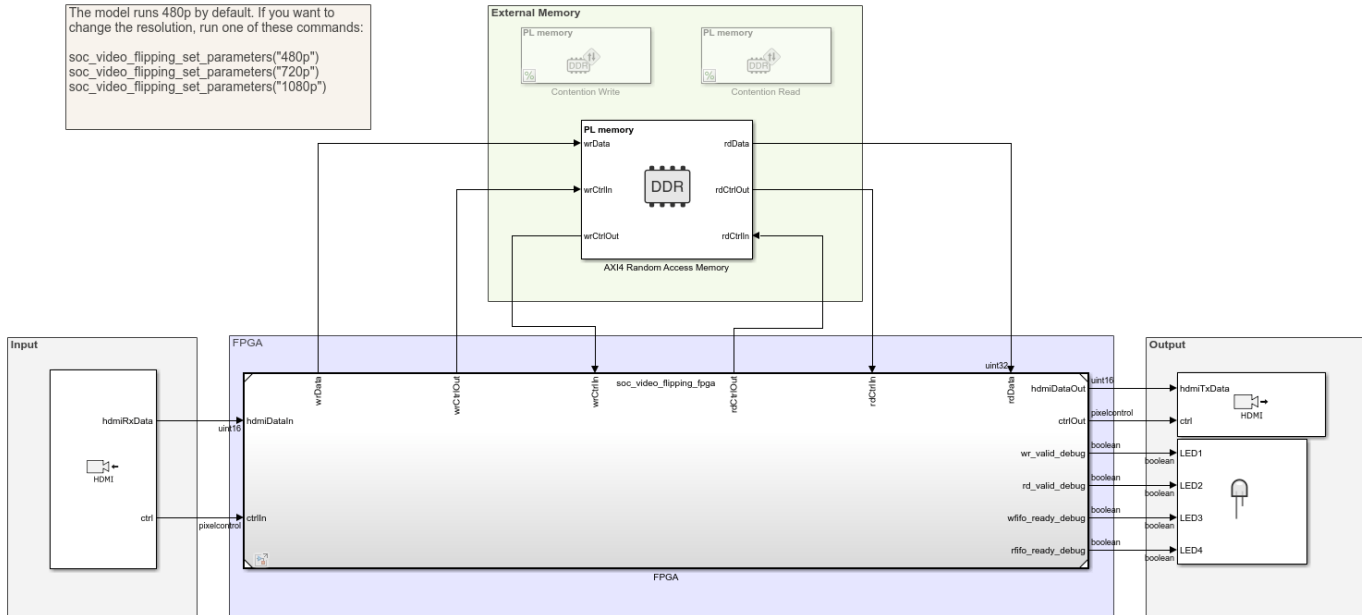 The model runs 480p by default. If you want to
change the resolution, run one of these commands:
soc_video_flipping_set_parameters("480p")
soc_video_flipping_set_parameters("720p")
soc_video_flipping_set_parameters("1080p")
External Memory
PL memory
DDR
Contention Write
PL memory
DDR
Contention Read
PL memory
wrData
rdData
wrCtrlIn
DDR
rdCtrlOut
wrCtrlOut
rdCtrlIn
AXI4 Random Access Memory
Input
hdmiRxData
HDMI
ctrl
uint16
pixelcontrol
FPGA
wrData
wrCtrlOut
wrCtrlIn
soc_video_flipping_fpga
rdCtrlOut
rdCtrlIn
uint32
rdData
hdmiDataIn
ctrlIn
hdmiDataOut
ctrlOut
wr_valid_debug
rd_valid_debug
wfifo_ready_debug
rfifo_ready_debug
FPGA
uint16
pixelcontrol
boolean
boolean
boolean
boolean
boolean
boolean
boolean
boolean
Output
hdmiTxData
HDMI
ctrl
LED1
LED2
LED3
LED4